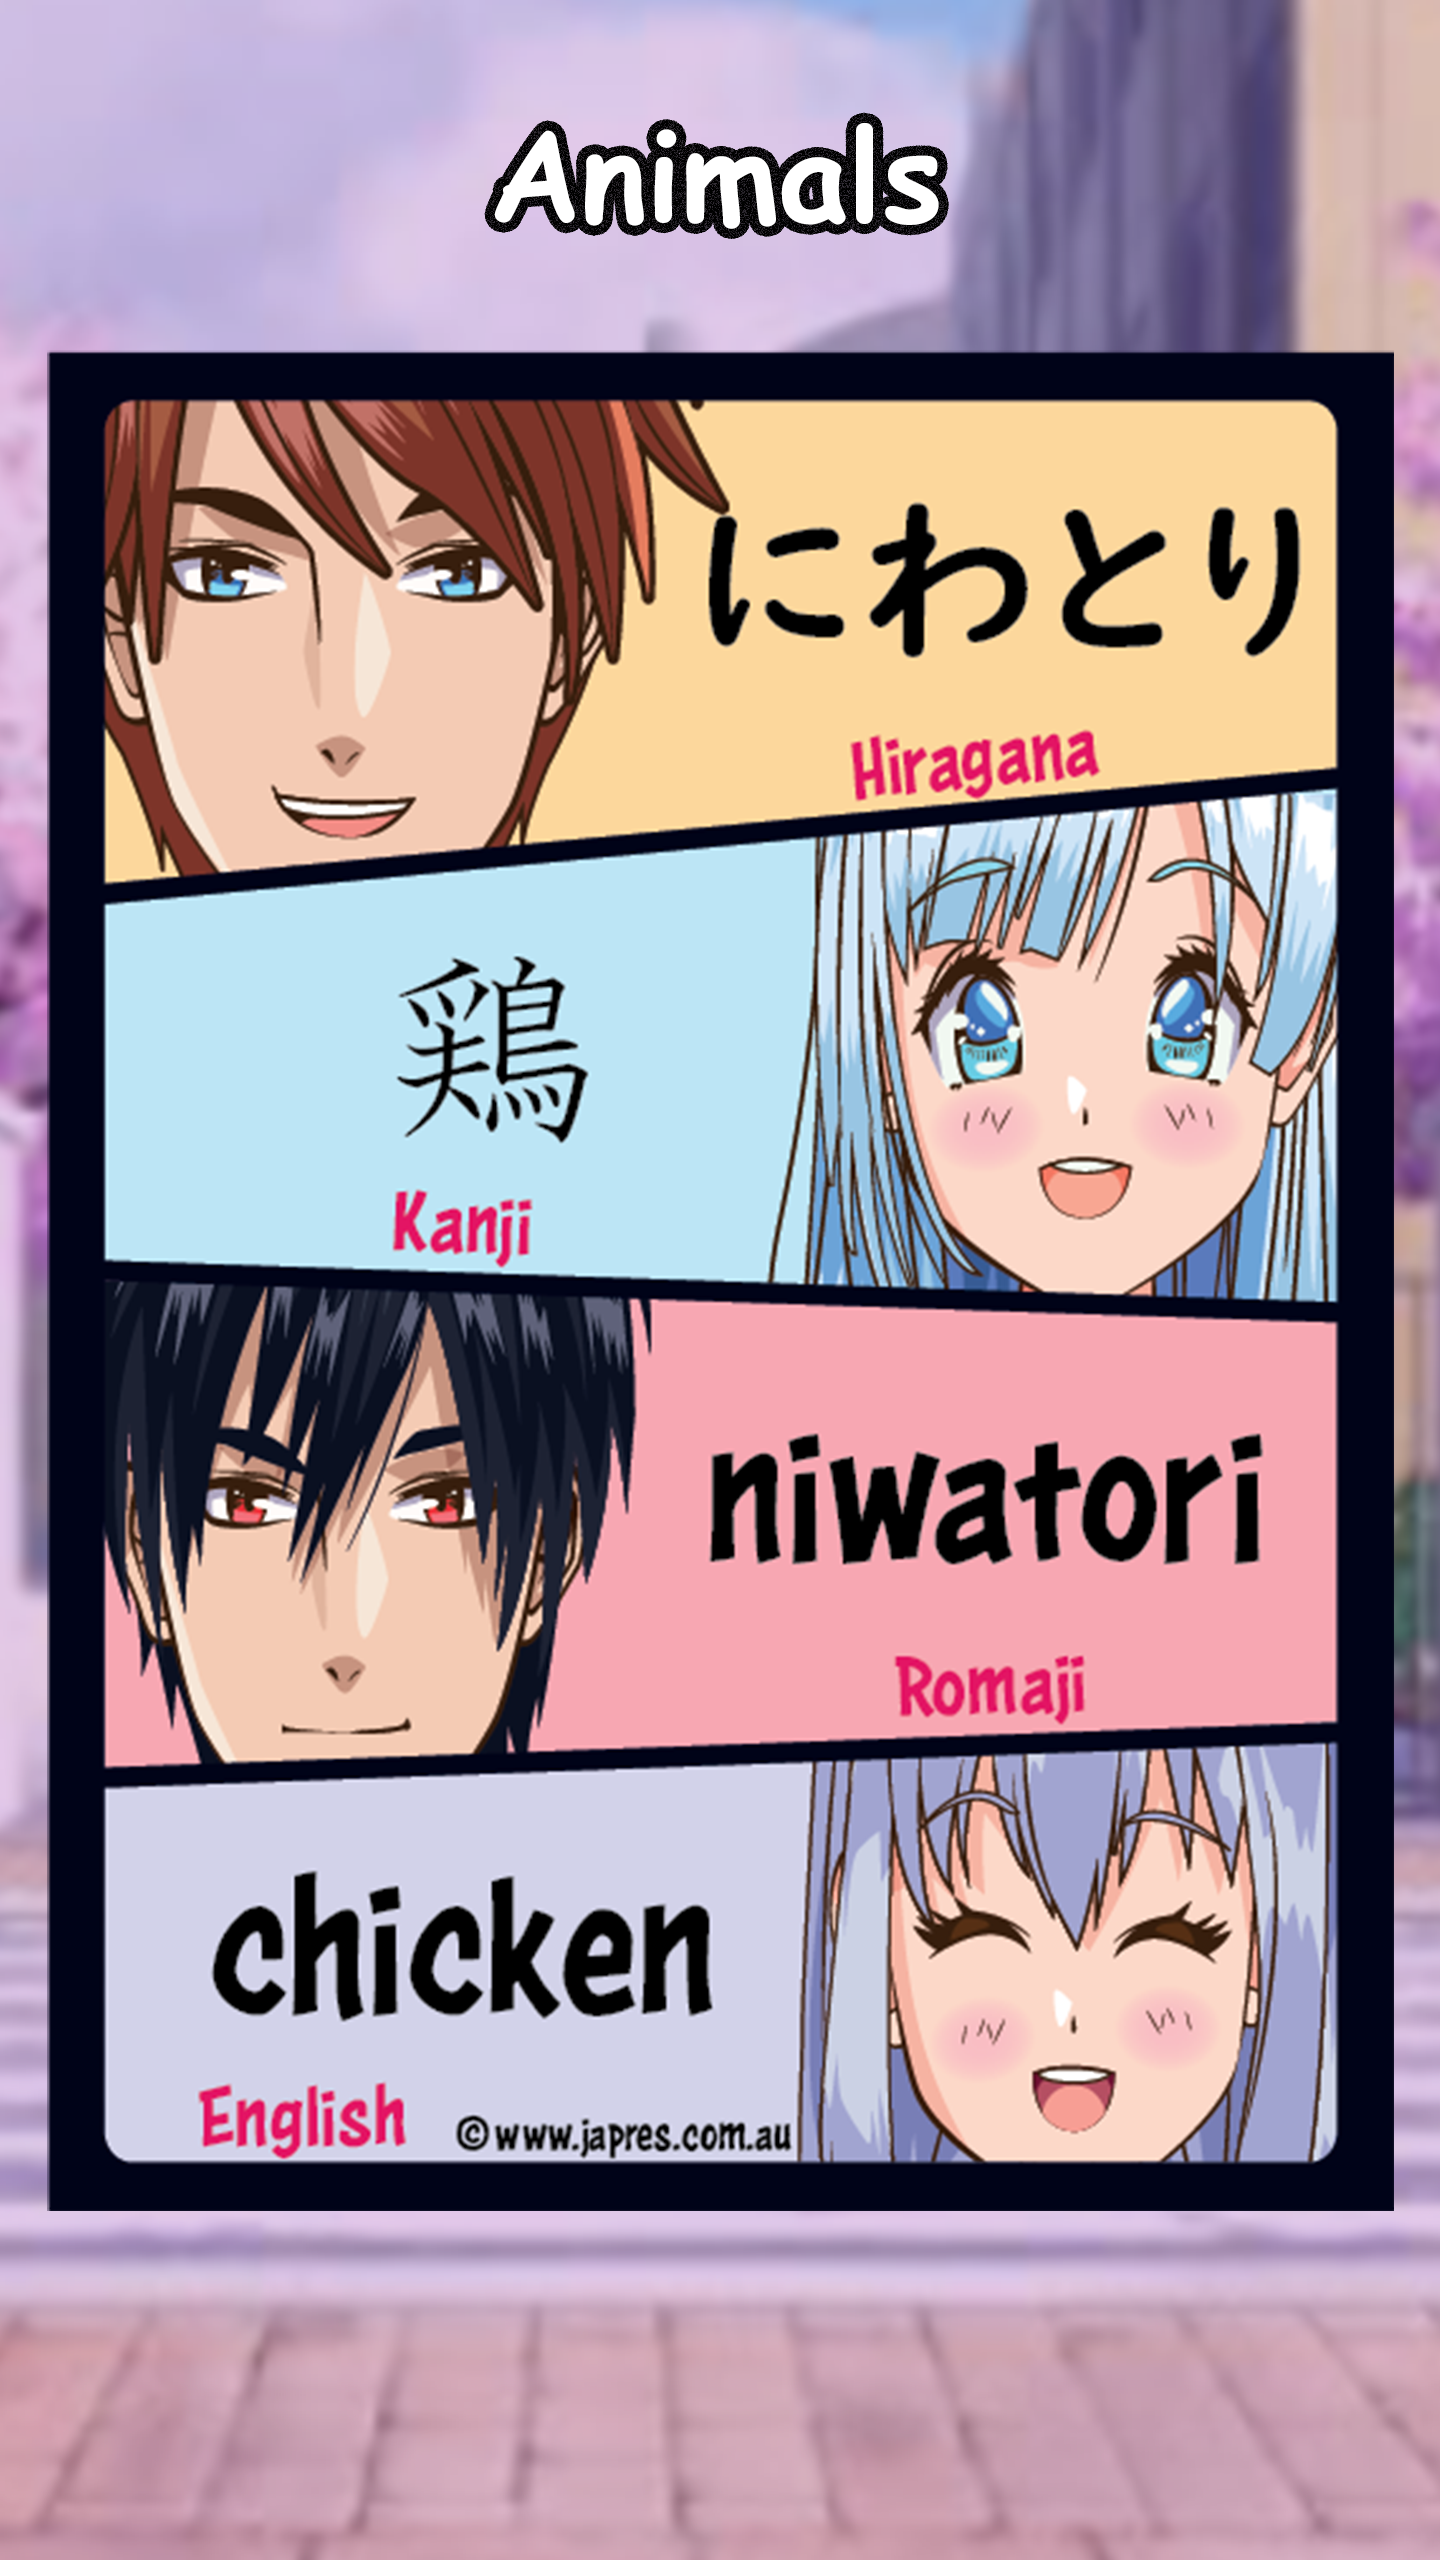 Animals
にわとり
Hiragana
鶏
Kanji
niwatori
Romaji
chicken
English
©www.japres.com.au